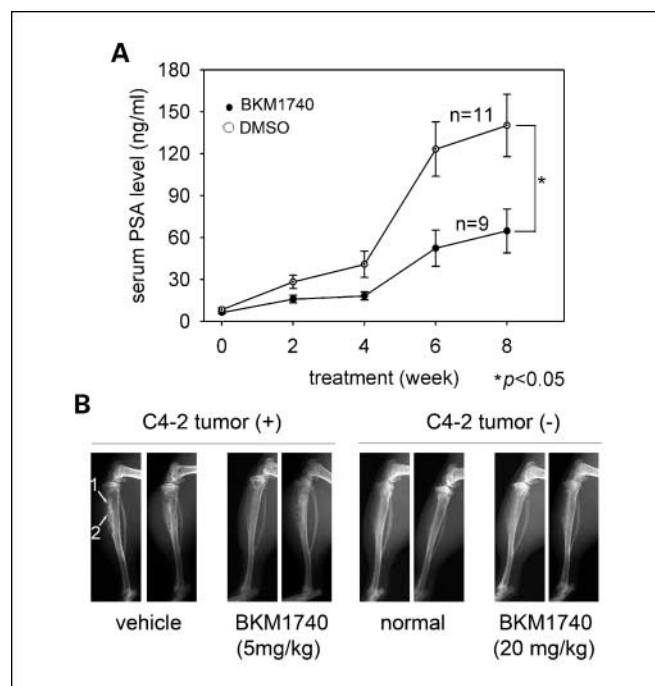 A
180
150
120
90
60
30
0
serum PSA level (ng/ml)
BKM1740
DMSO
n=11
n=9
*
0 2 4 6 8
treatment (week)
*p<0.05
B
C4-2 tumor (+) C4-2 tumor (-)
1
2
vehicle BKM1740 normal BKM1740
(5mg/kg) (20 mg/kg)